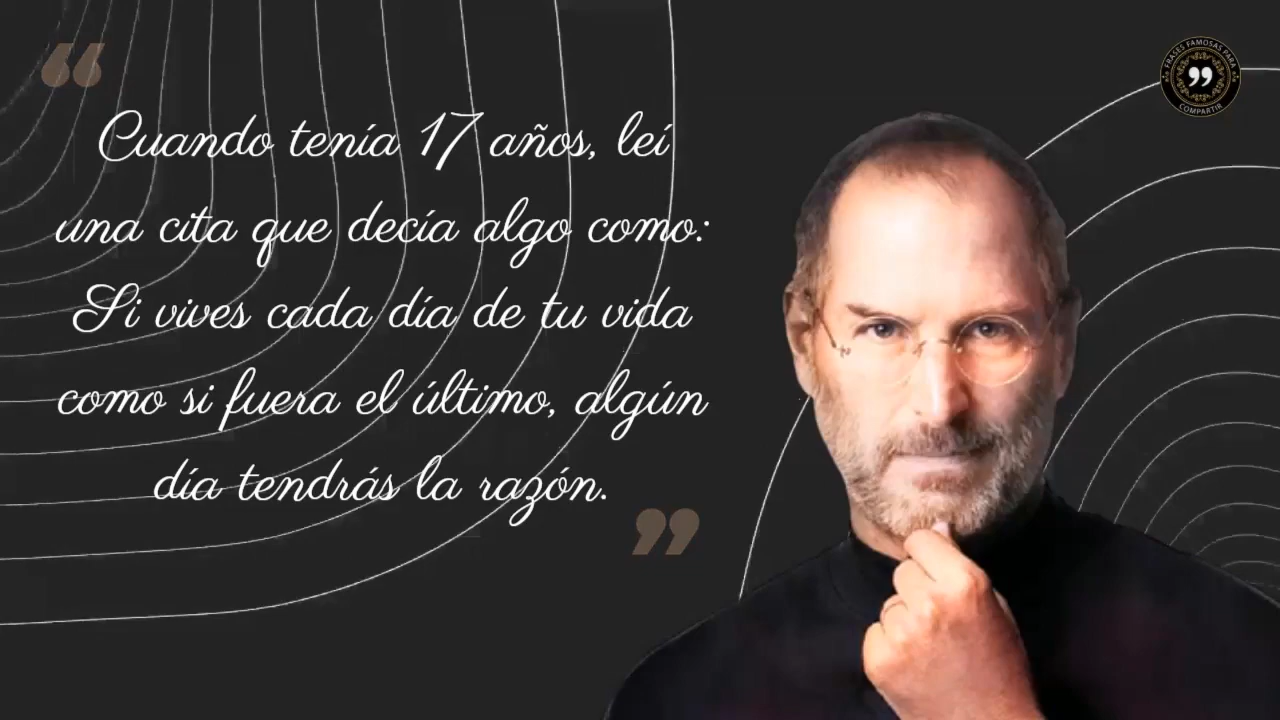 Cuando tenía 17 años, leí
una cita que decía algo como:
Si vives cada día de tu vida
como si fuera el último, algún
día tendrás la razón.
FRASES FAMOSAS PARA
COMPARTIR